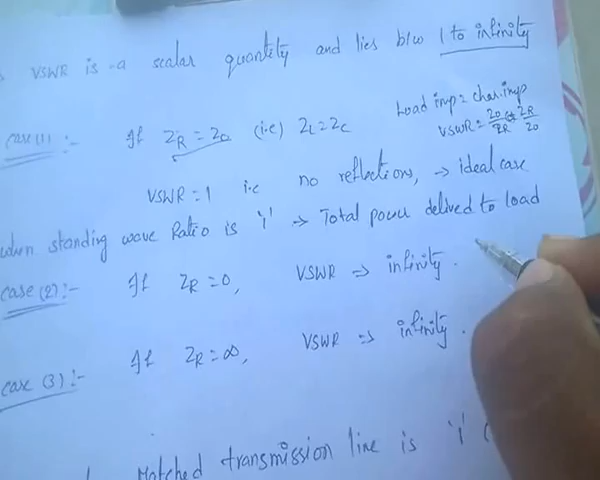 VSWR is a scalar quantity and lies b/w 1 to infinity
Case (1) :- If ZR = Z0 (i.e) ZL = ZC
Load imp = char.imp
VSWR = Z0/ZR or ZR/Z0
VSWR = 1 i.e no reflections, → ideal case
when standing wave Ratio is '1' → Total power delived to load
Case (2) :- If ZR = 0, VSWR ⇒ infinity.
Case (3) :- If ZR = ∞, VSWR ⇒ infinity.
Matched transmission line is '1' (